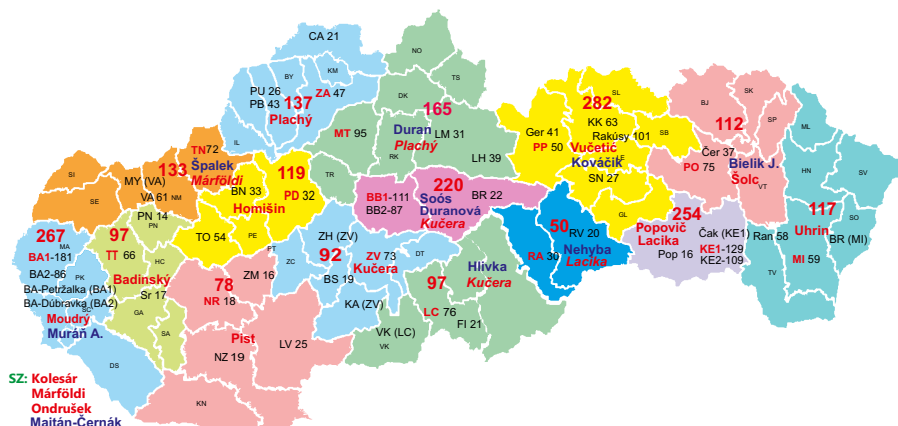 CA 21
NO
BY
KM
TS
PU 26
PB 43
ZA 47
DK
137
Plachý
165
IL
MT 95
Duran
Plachý
LM 31
RK
LH 39
TR
SL
282
KK 63
Ger 41
Rakúsy 101
SB
PP 50
Vučetić
LE
Kováčik
SN 27
GL
BJ
SK
112
SP
Čer 37
PO 75
Bielik J.
Šolc
VT
ML
HN
SV
SO
117
Uhrin
BR (MI)
Ran 58
MI 59
TV
TN72
133
Špalek
Márföldi
SI
MY (VA)
VA 61
NM
SE
119
BN 33
PD 32
Homišin
TO 54
PE
PT
PN 14
PN
BB1-111
BB2-87
220
Soós
Duranová
Kučera
BR 22
50
RV 20
RA 30
Nehyba
Lacika
Popovič
254
Lacika
Čak (KE1)
KE1-129
Pop 16
KE2-109
267
MA
BA1-181
BA2-86
PK
BA-Petržalka (BA1)
BA-Dúbravka (BA2)
SC
Moudrý
Muráň A.
DS
97
TT 66
HC
Badinský
Sr 17
GA
SA
ZH (ZV)
ZC
92
ZV 73
Kučera
DT
BS 19
KA (ZV)
ZM 16
78
NR 18
Pist
NZ 19
LV 25
KN
Hlivka
Kučera
97
LC 76
FI 21
VK (LC)
VK
SZ: Kolesár
Márföldi
Ondrušek
Maitán-Černák